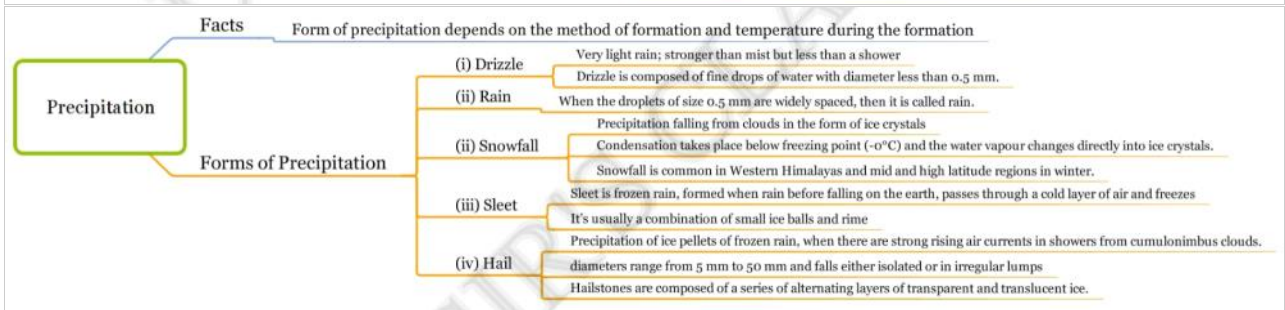 Facts
Form of precipitation depends on the method of formation and temperature during the formation
Precipitation
Forms of Precipitation
(i) Drizzle
Very light rain; stronger than mist but less than a shower
Drizzle is composed of fine drops of water with diameter less than 0.5 mm.
(ii) Rain
When the droplets of size 0.5 mm are widely spaced, then it is called rain.
(ii) Snowfall
Precipitation falling from clouds in the form of ice crystals
Condensation takes place below freezing point (-0°C) and the water vapour changes directly into ice crystals.
Snowfall is common in Western Himalayas and mid and high latitude regions in winter.
(iii) Sleet
Sleet is frozen rain, formed when rain before falling on the earth, passes through a cold layer of air and freezes
It's usually a combination of small ice balls and rime
(iv) Hail
Precipitation of ice pellets of frozen rain, when there are strong rising air currents in showers from cumulonimbus clouds.
diameters range from 5 mm to 50 mm and falls either isolated or in irregular lumps
Hailstones are composed of a series of alternating layers of transparent and translucent ice.